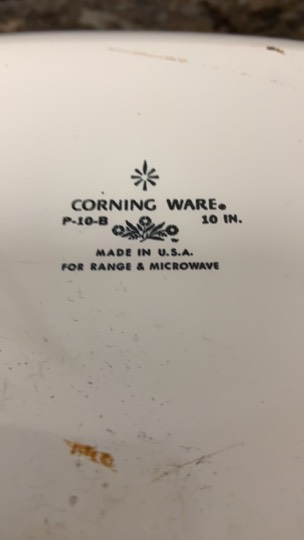 CORNING WARE®
P-10-B 10 IN.
MADE IN U.S.A.
FOR RANGE & MICROWAVE